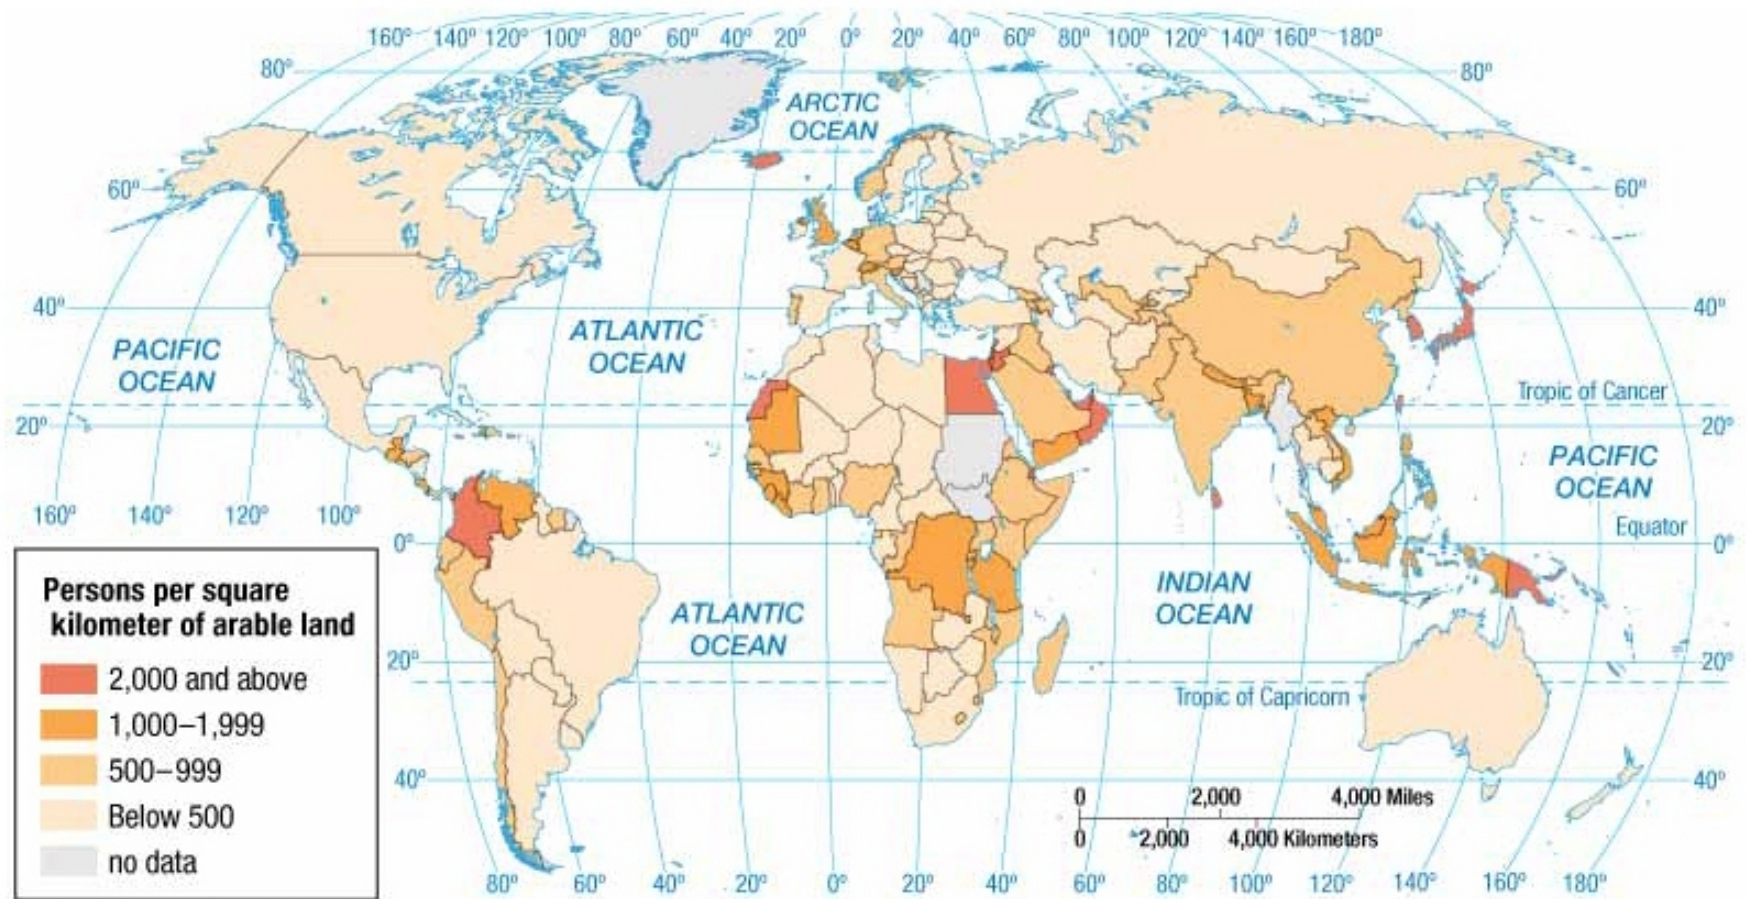 160° 140° 120° 100° 80° 60° 40° 20° 0° 20° 40° 60° 80° 100° 120° 140° 160° 180°
80° 80°
ARCTIC
OCEAN
60° 60°
40° 40°
PACIFIC
OCEAN
ATLANTIC
OCEAN
Tropic of Cancer
20° 20°
PACIFIC
OCEAN
160° 140° 120° 100°
Equator
0° 0°
INDIAN
OCEAN
ATLANTIC
OCEAN
20° 20°
Tropic of Capricorn
40° 40°
Persons per square
kilometer of arable land
2,000 and above
1,000–1,999
500–999
Below 500
no data
0 2,000 4,000 Miles
0 2,000 4,000 Kilometers
80° 60° 40° 20° 0° 20° 40° 60° 80° 100° 120° 140° 160° 180°